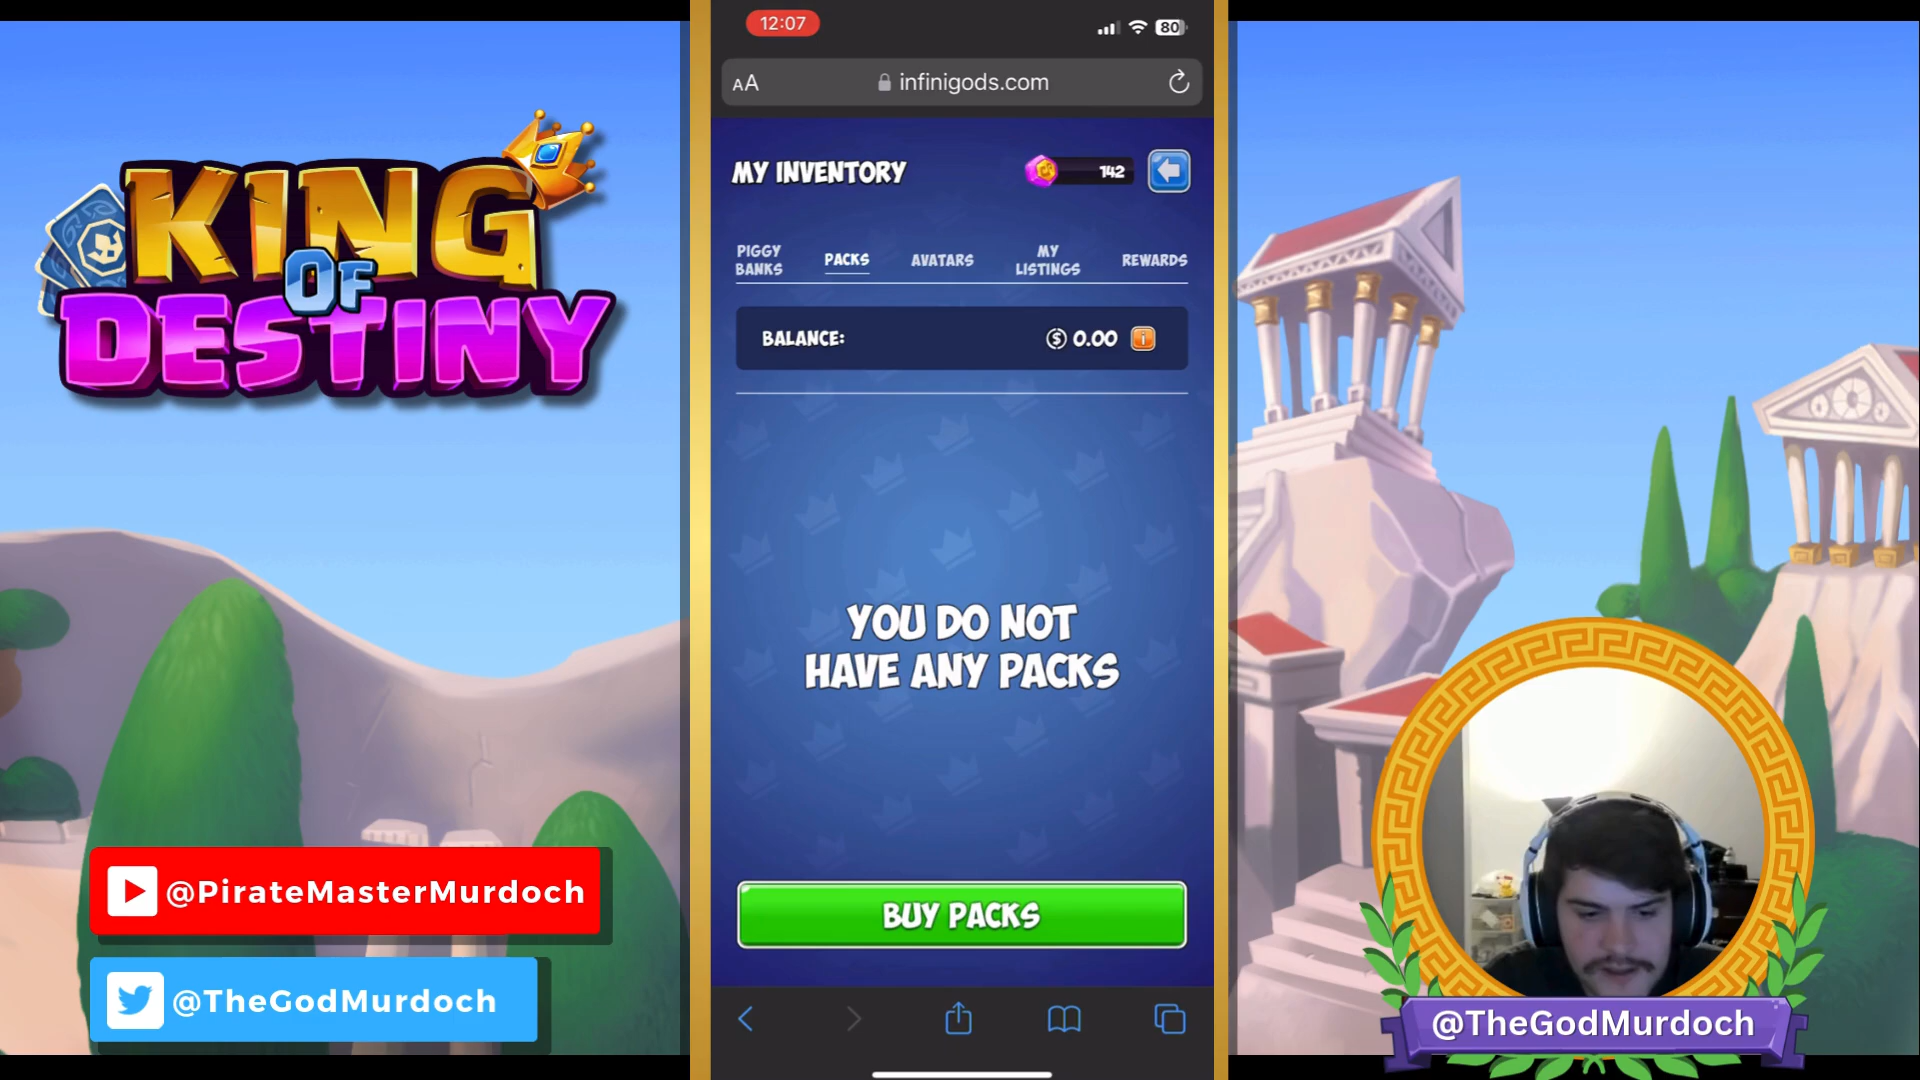 KING
OF
DESTINY
@PirateMasterMurdoch
@TheGodMurdoch
12:07
80
AA
infinigods.com
MY INVENTORY
142
PIGGY BANKS
PACKS
AVATARS
MY LISTINGS
REWARDS
BALANCE:
$ 0.00
i
YOU DO NOT
HAVE ANY PACKS
BUY PACKS
@TheGodMurdoch